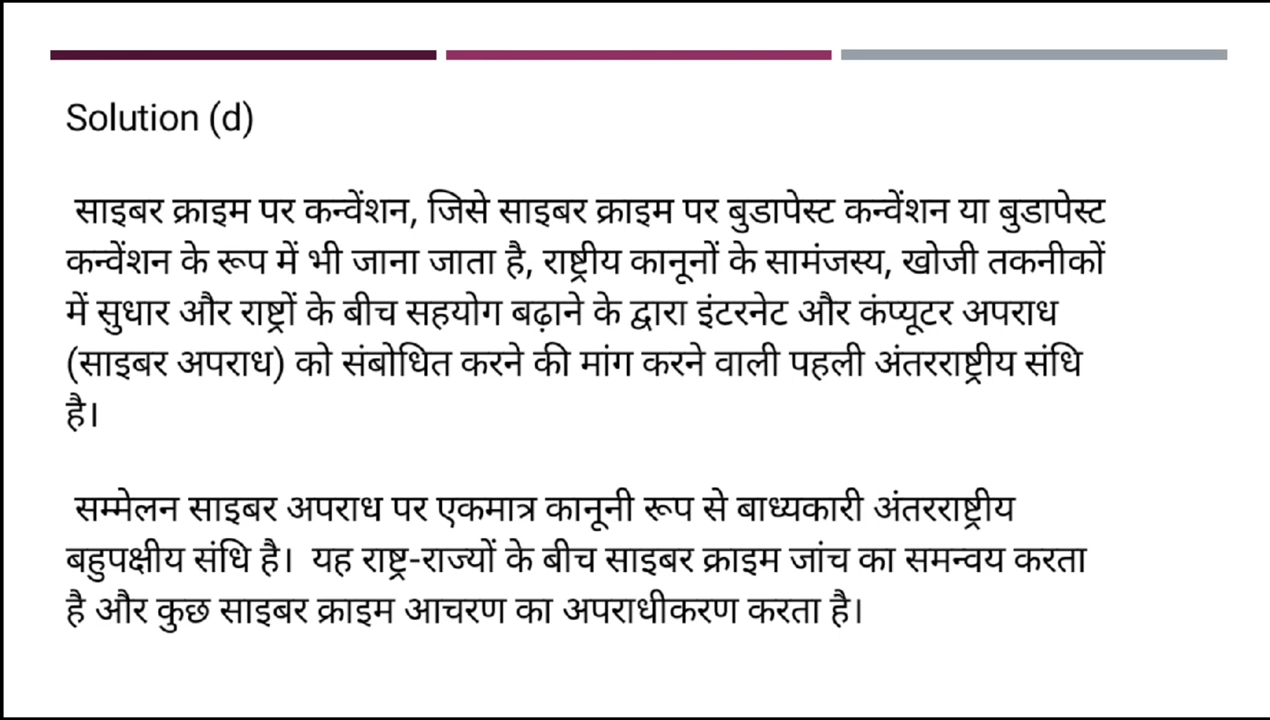 Solution (d)
साइबर क्राइम पर कन्वेंशन, जिसे साइबर क्राइम पर बुडापेस्ट कन्वेंशन या बुडापेस्ट
कन्वेंशन के रूप में भी जाना जाता है, राष्ट्रीय कानूनों के सामंजस्य, खोजी तकनीकों
में सुधार और राष्ट्रों के बीच सहयोग बढ़ाने के द्वारा इंटरनेट और कंप्यूटर अपराध
(साइबर अपराध) को संबोधित करने की मांग करने वाली पहली अंतरराष्ट्रीय संधि
है।
सम्मेलन साइबर अपराध पर एकमात्र कानूनी रूप से बाध्यकारी अंतरराष्ट्रीय
बहुपक्षीय संधि है। यह राष्ट्र-राज्यों के बीच साइबर क्राइम जांच का समन्वय करता
है और कुछ साइबर क्राइम आचरण का अपराधीकरण करता है।